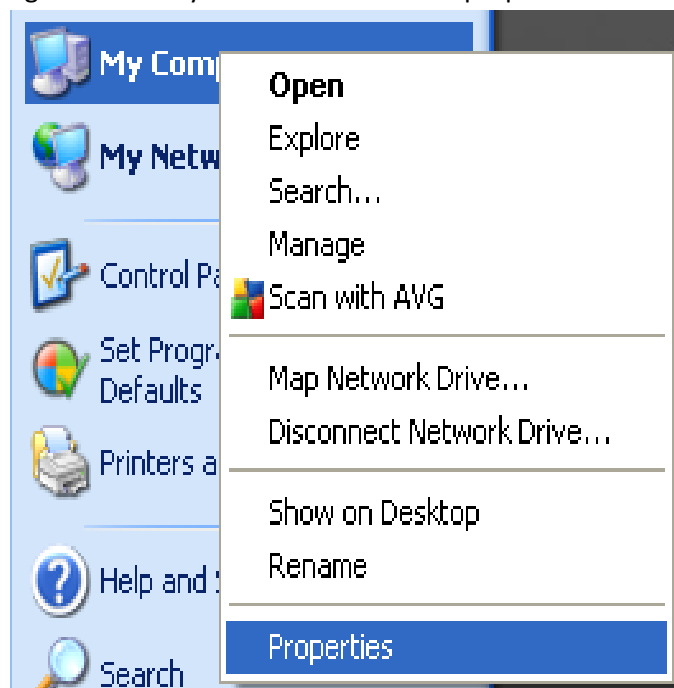 My Com
Open
Explore
My Netw
Search...
Manage
Control Pa
Scan with AVG
Set Progr
Defaults
Map Network Drive...
Disconnect Network Drive...
Printers a
Show on Desktop
Help and
Rename
Properties
Search